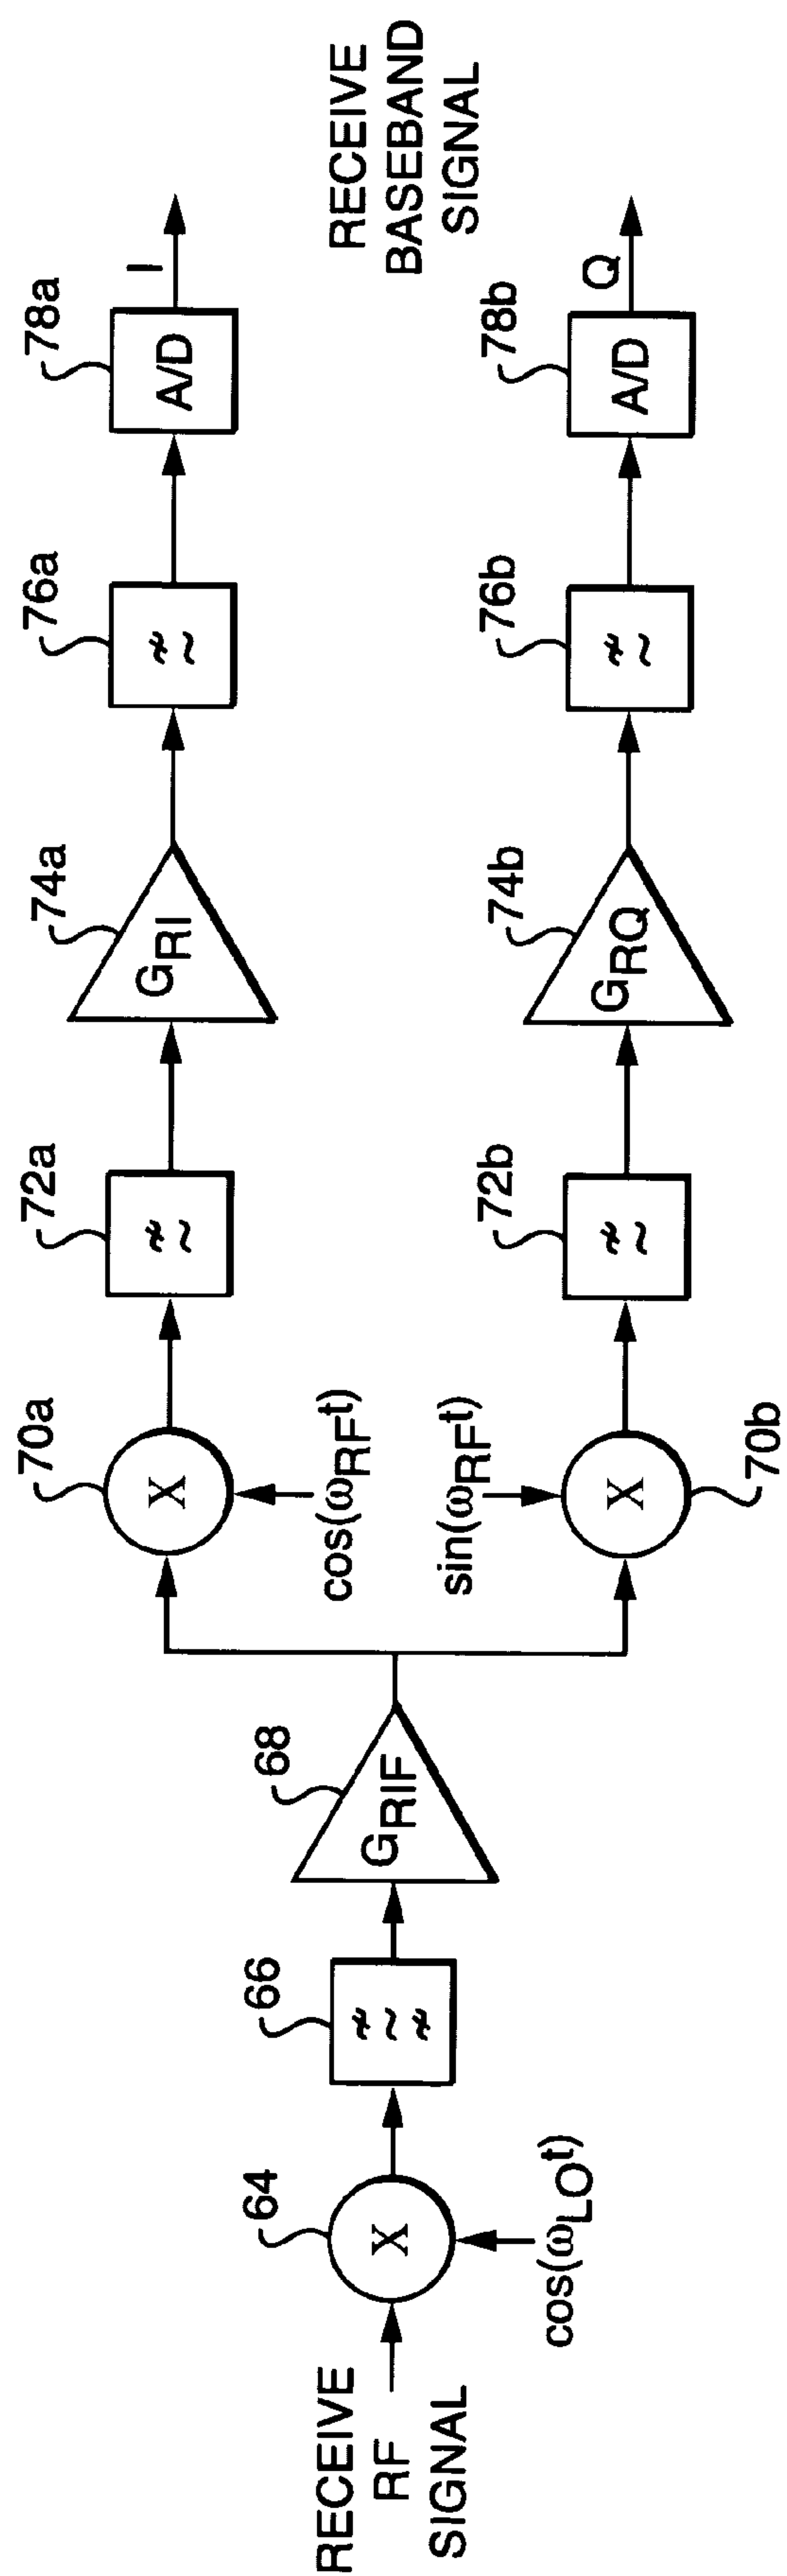 RECEIVE
RF
SIGNAL
64
X
cos(ωLOt)
66
68
GRIF
70a
X
cos(ωRFt)
72a
74a
GRI
76a
78a
A/D
I
sin(ωRFt)
X
70b
72b
74b
GRQ
76b
78b
A/D
Q
RECEIVE
BASEBAND
SIGNAL